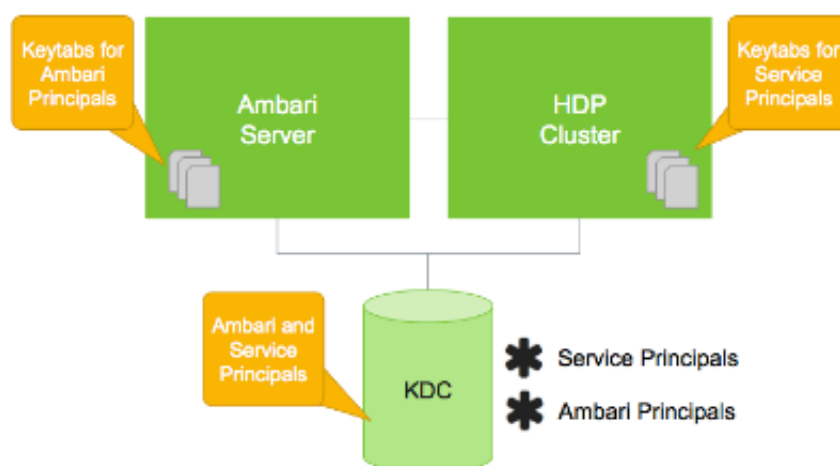 Keytabs for
Ambari
Principals
Ambari
Server
HDP
Cluster
Keytabs for
Service
Principals
Ambari and
Service
Principals
KDC
Service Principals
Ambari Principals